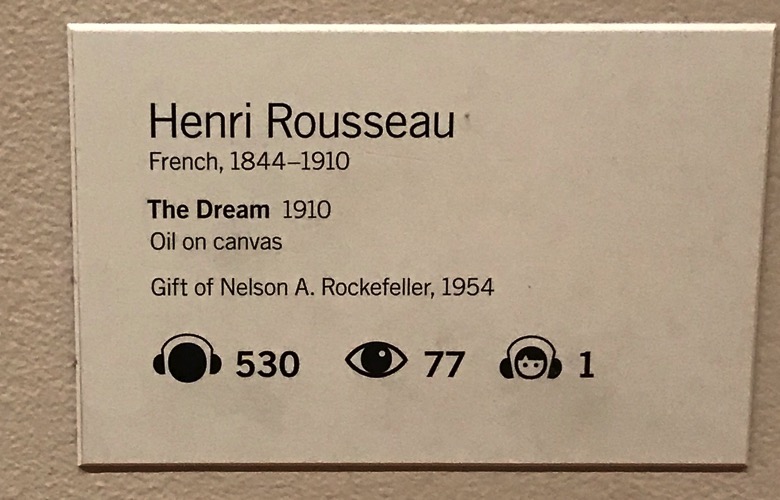 Henri Rousseau
French, 1844–1910
The Dream 1910
Oil on canvas
Gift of Nelson A. Rockefeller, 1954
530 77 1